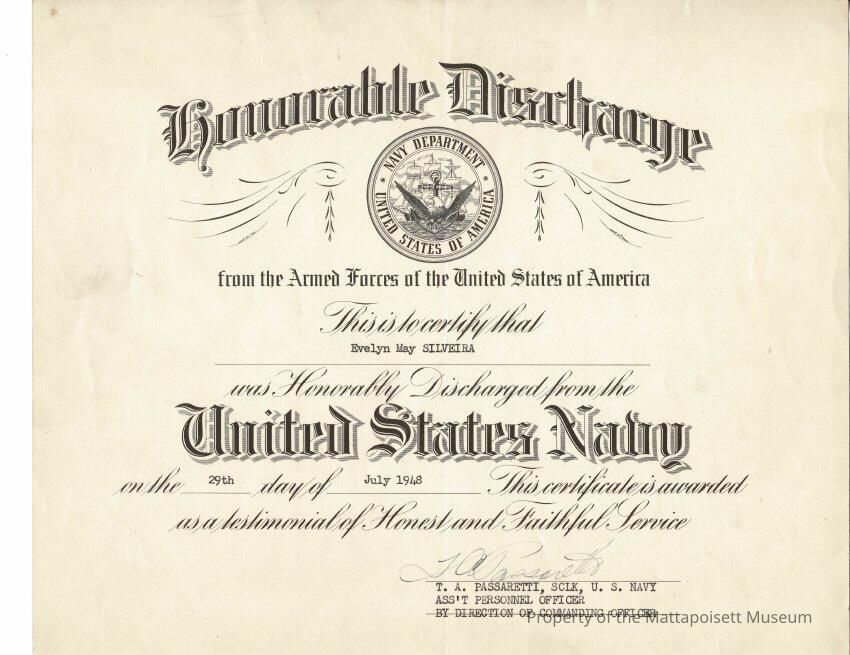 Honorable Discharge
NAVY DEPARTMENT
UNITED STATES OF AMERICA
from the Armed Forces of the United States of America
This is to certify that
Evelyn May SILVEIRA
was Honorably Discharged from the
United States Navy
on the 29th day of July 1948 This certificate is awarded
as a testimonial of Honest and Faithful Service
T A Passaretti
T. A. PASSARETTI, SCLK, U. S. NAVY
ASS'T PERSONNEL OFFICER
BY DIRECTION OF COMMANDING OFFICER
Property of the Mattapoisett Museum